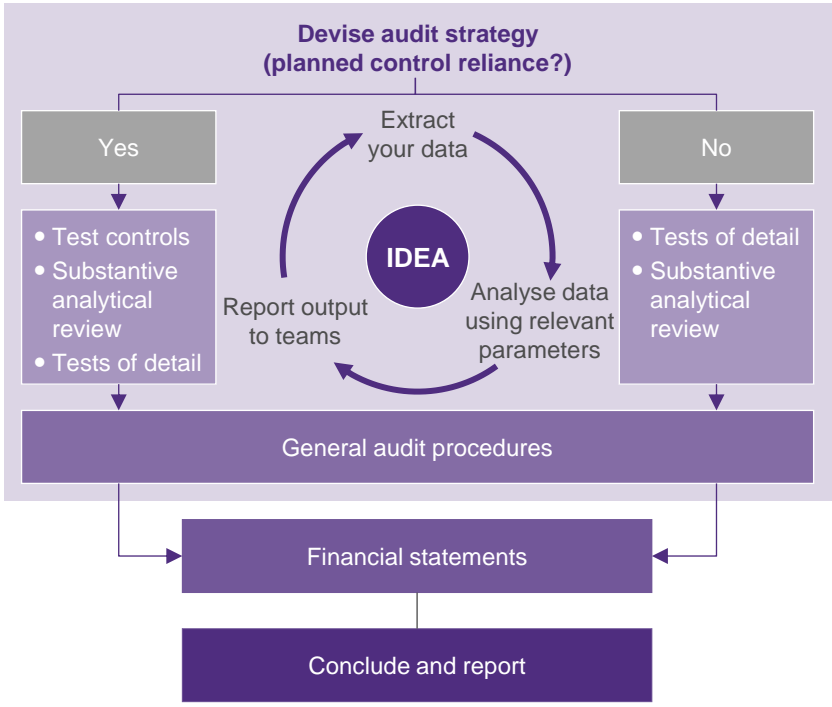 Devise audit strategy
(planned control reliance?)
Yes
Extract
your data
No
• Test controls
• Substantive
analytical
review
• Tests of detail
IDEA
Report output
to teams
Analyse data
using relevant
parameters
• Tests of detail
• Substantive
analytical
review
General audit procedures
Financial statements
Conclude and report